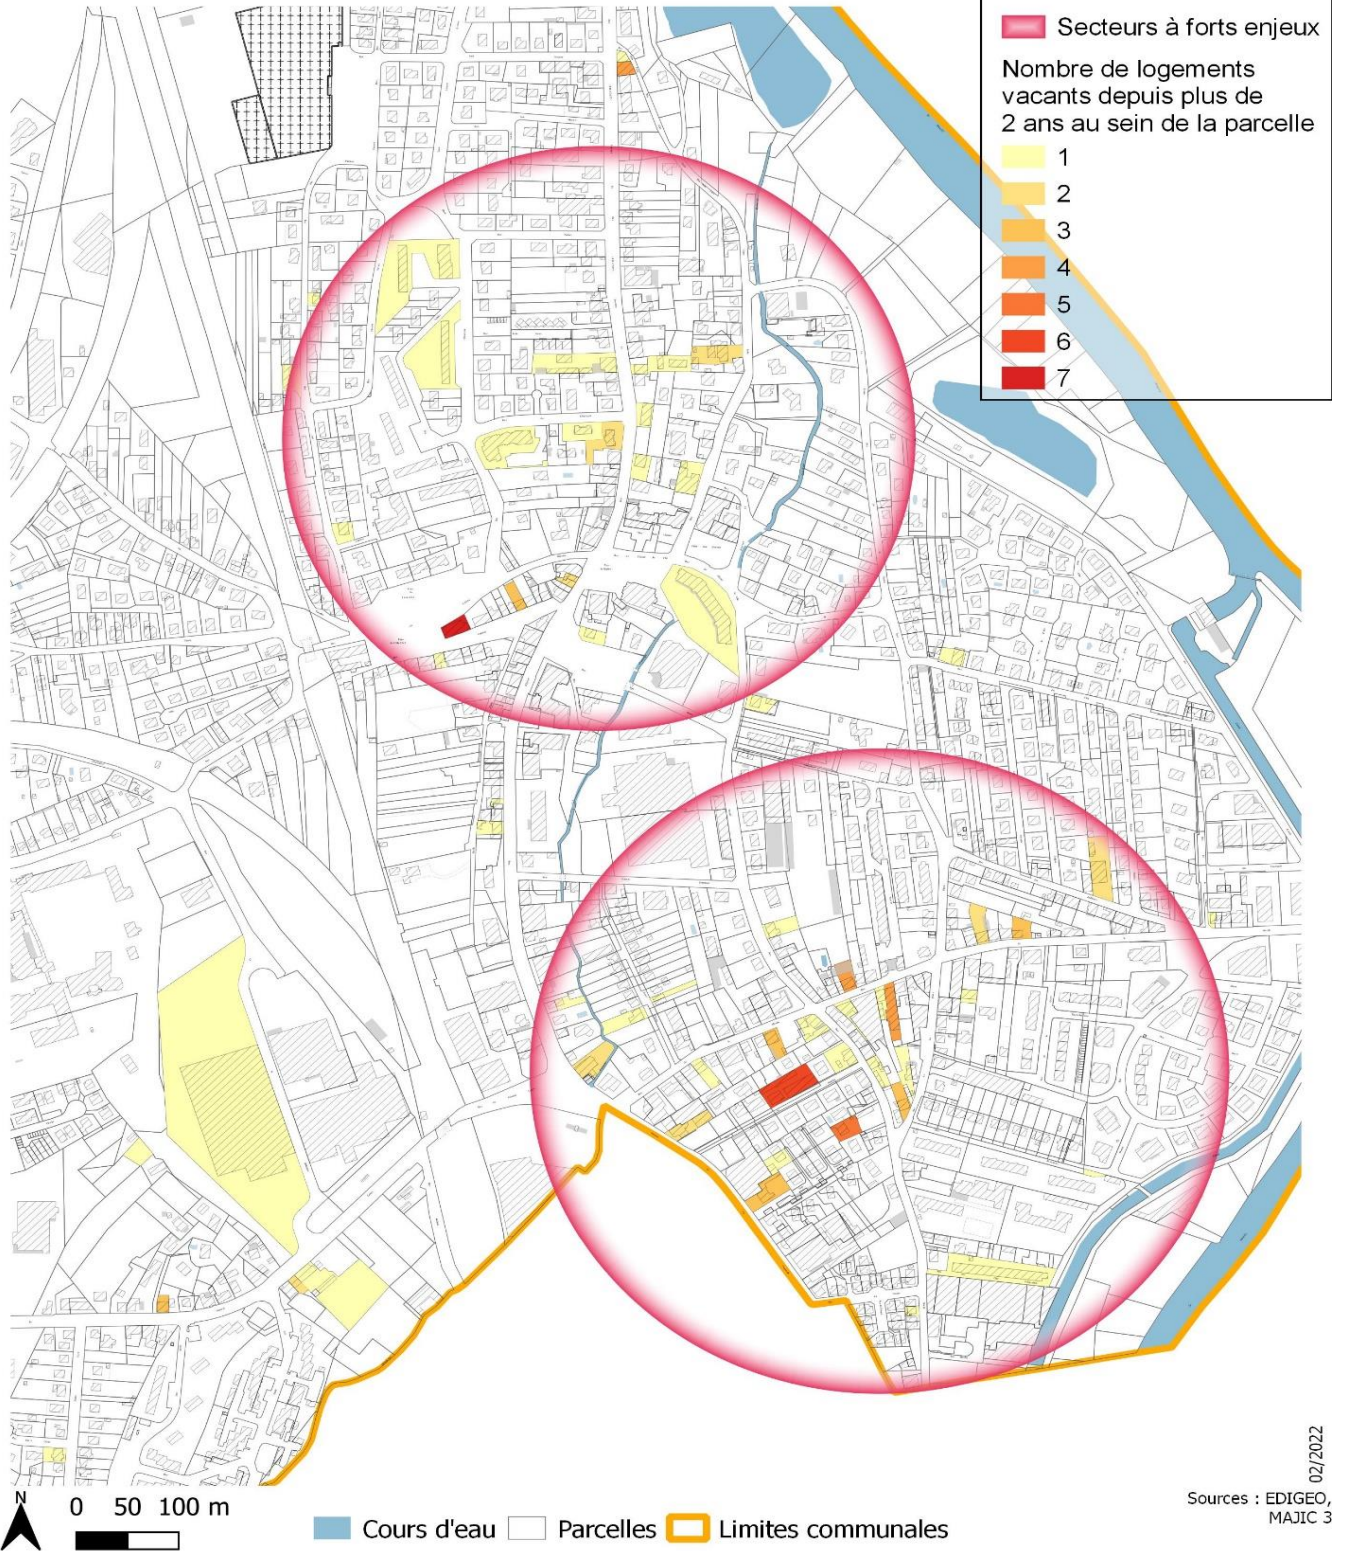 Secteurs à forts enjeux
Nombre de logements
vacants depuis plus de
2 ans au sein de la parcelle
1
2
3
4
5
6
7
02/2022
Sources : EDIGEO,
MAJIC 3
N
0 50 100 m
Cours d'eau
Parcelles
Limites communales